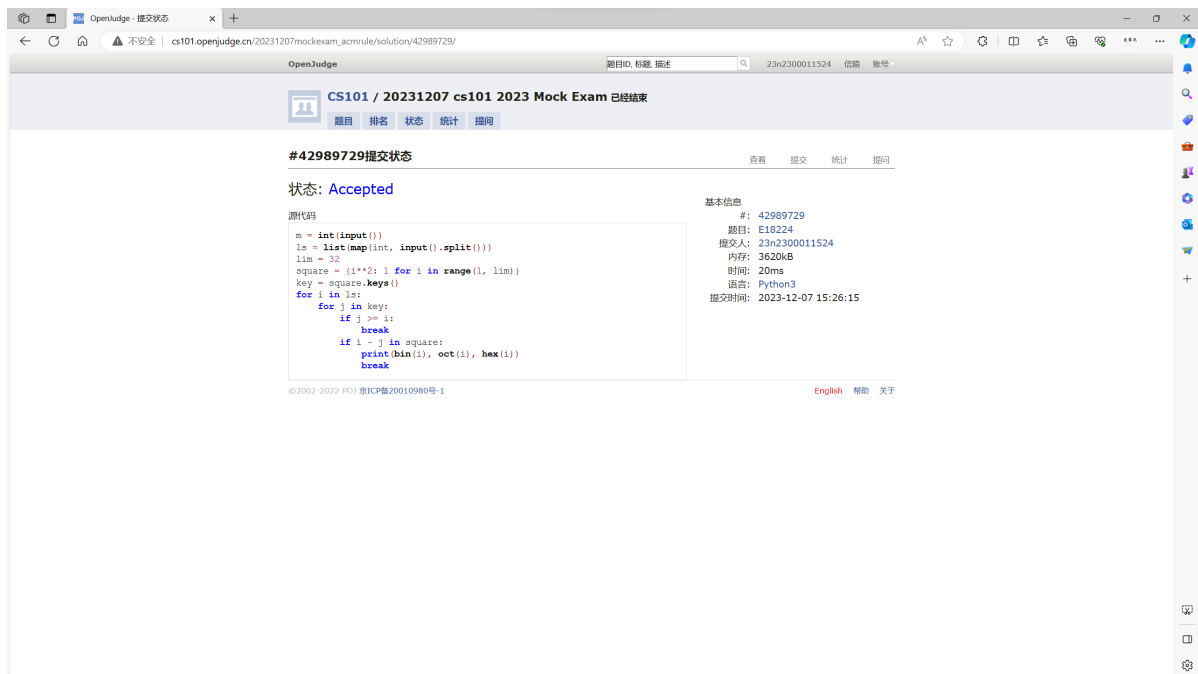 OpenJudge - 提交状态
不安全 | cs101.openjudge.cn/20231207mockexam_acmrule/solution/42989729/
OpenJudge 题目ID, 标题, 描述 23n2300011524 信箱 账号
CS101 / 20231207 cs101 2023 Mock Exam 已经结束
题目 排名 状态 统计 提问
#42989729提交状态 查看 提交 统计 提问
状态: Accepted
源代码
m = int(input())
ls = list(map(int, input().split()))
lim = 32
square = {i**2: 1 for i in range(1, lim)}
key = square.keys()
for i in ls:
    for j in key:
        if j >= i:
            break
        if i - j in square:
            print(bin(i), oct(i), hex(i))
            break
基本信息
#: 42989729
题目: E18224
提交人: 23n2300011524
内存: 3620kB
时间: 20ms
语言: Python3
提交时间: 2023-12-07 15:26:15
©2002-2022 POJ 京ICP备20010980号-1 English 帮助 关于